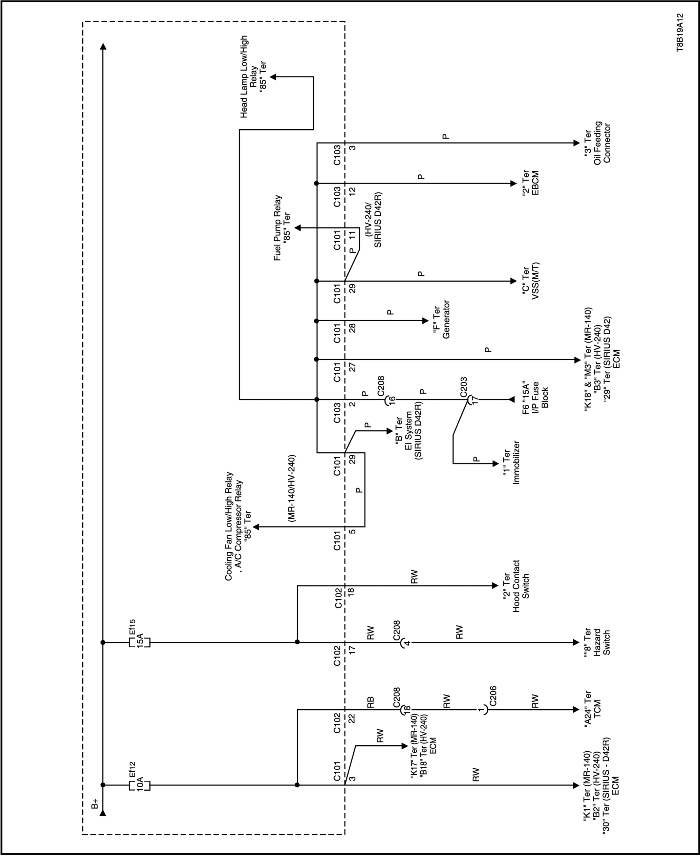 T8B19A12
B+
Ef12
10A
C101
3
RW
"K1" Ter (MR-140)
"B2" Ter (HV-240)
"30" Ter (SIRIUS - D42R)
ECM
RW
"K17" Ter (MR-140)
"B18" Ter (HV-240)
ECM
C102
22
RB
C208
18
RW
C206
1
RW
"A24" Ter
TCM
Ef15
15A
C102
17
RW
C208
4
RW
"8" Ter
Hazard
Switch
C102
18
RW
"2" Ter
Hood Contact
Switch
Cooling Fan Low/High Relay
, A/C Compressor Relay
"85" Ter
(MR-140/HV-240)
C101
5
P
C101
29
P
"B" Ter
EI System
(SIRIUS D42R)
C103
2
P
C208
16
P
C203
17
F6 "15A"
I/P Fuse
Block
P
"1" Ter
Immobilizer
C101
27
P
"K18" & "M3" Ter (MR-140)
"B3" Ter (HV-240)
"29" Ter (SIRIUS D42)
ECM
C101
28
P
"F" Ter
Generator
C101
29
P
"C" Ter
VSS(M/T)
Fuel Pump Relay
"85" Ter
C101
11
P
(HV-240/
SIRIUS D42R)
C103
12
P
"2" Ter
EBCM
C103
3
P
"3" Ter
Oil Feeding
Connector
Head Lamp Low/High
Relay
"85" Ter